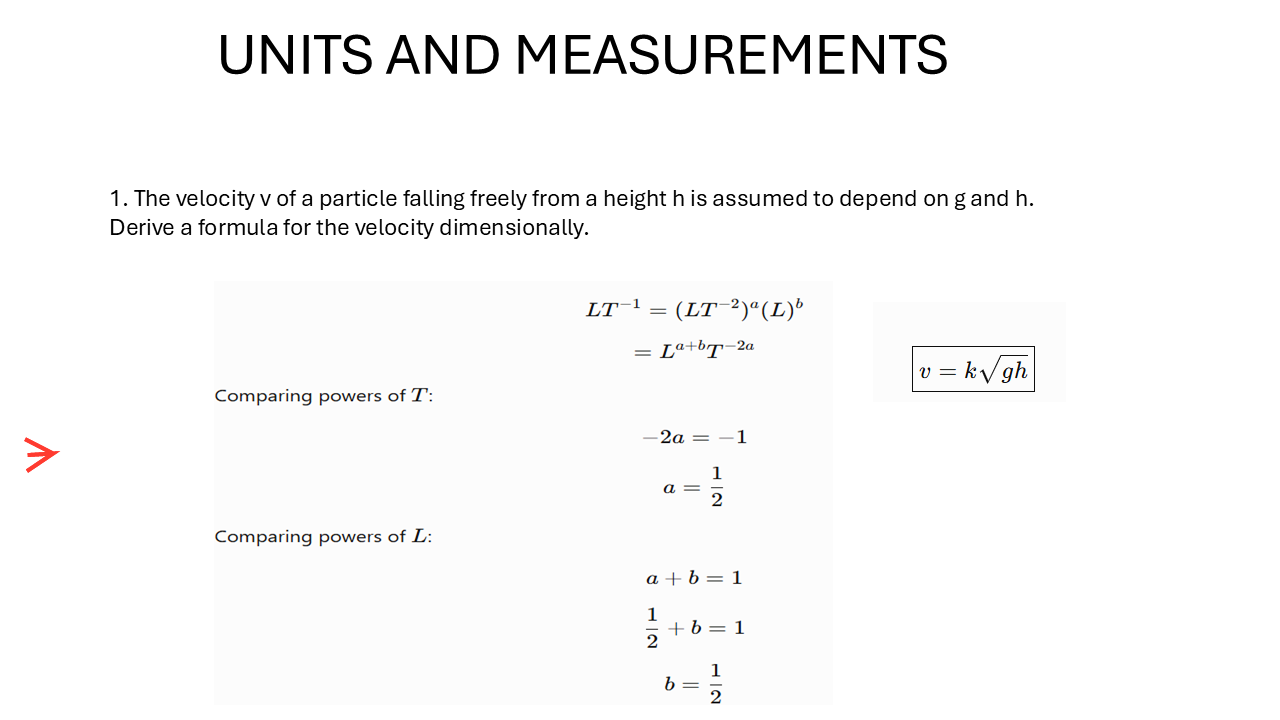 UNITS AND MEASUREMENTS
1. The velocity v of a particle falling freely from a height h is assumed to depend on g and h.
Derive a formula for the velocity dimensionally.
LT⁻¹ = (LT⁻²)ᵃ(L)ᵇ
= Lᵃ⁺ᵇT⁻²ᵃ
Comparing powers of T:
−2a = −1
a = 1/2
Comparing powers of L:
a + b = 1
1/2 + b = 1
b = 1/2
v = k√gh